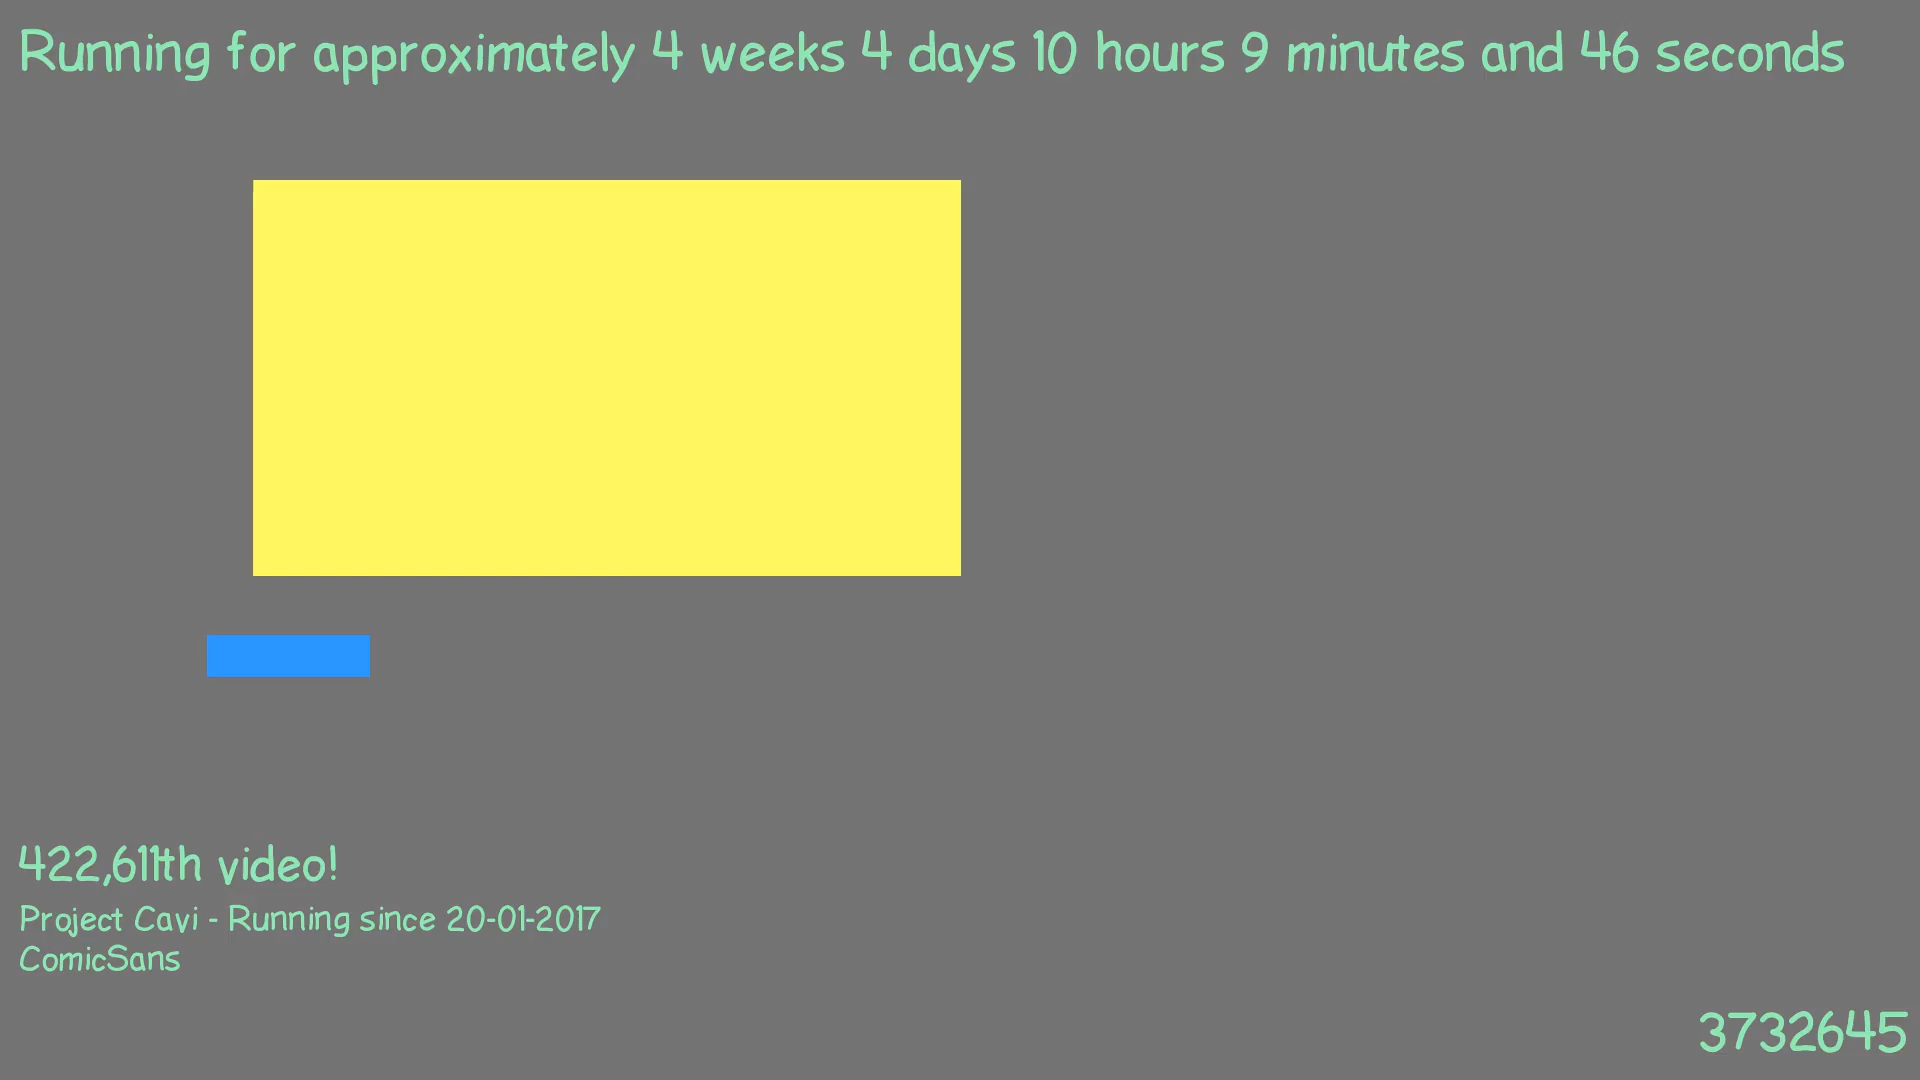 Running for approximately 4 weeks 4 days 10 hours 9 minutes and 46 seconds
422,611th video!
Project Cavi - Running since 20-01-2017
ComicSans
3732645